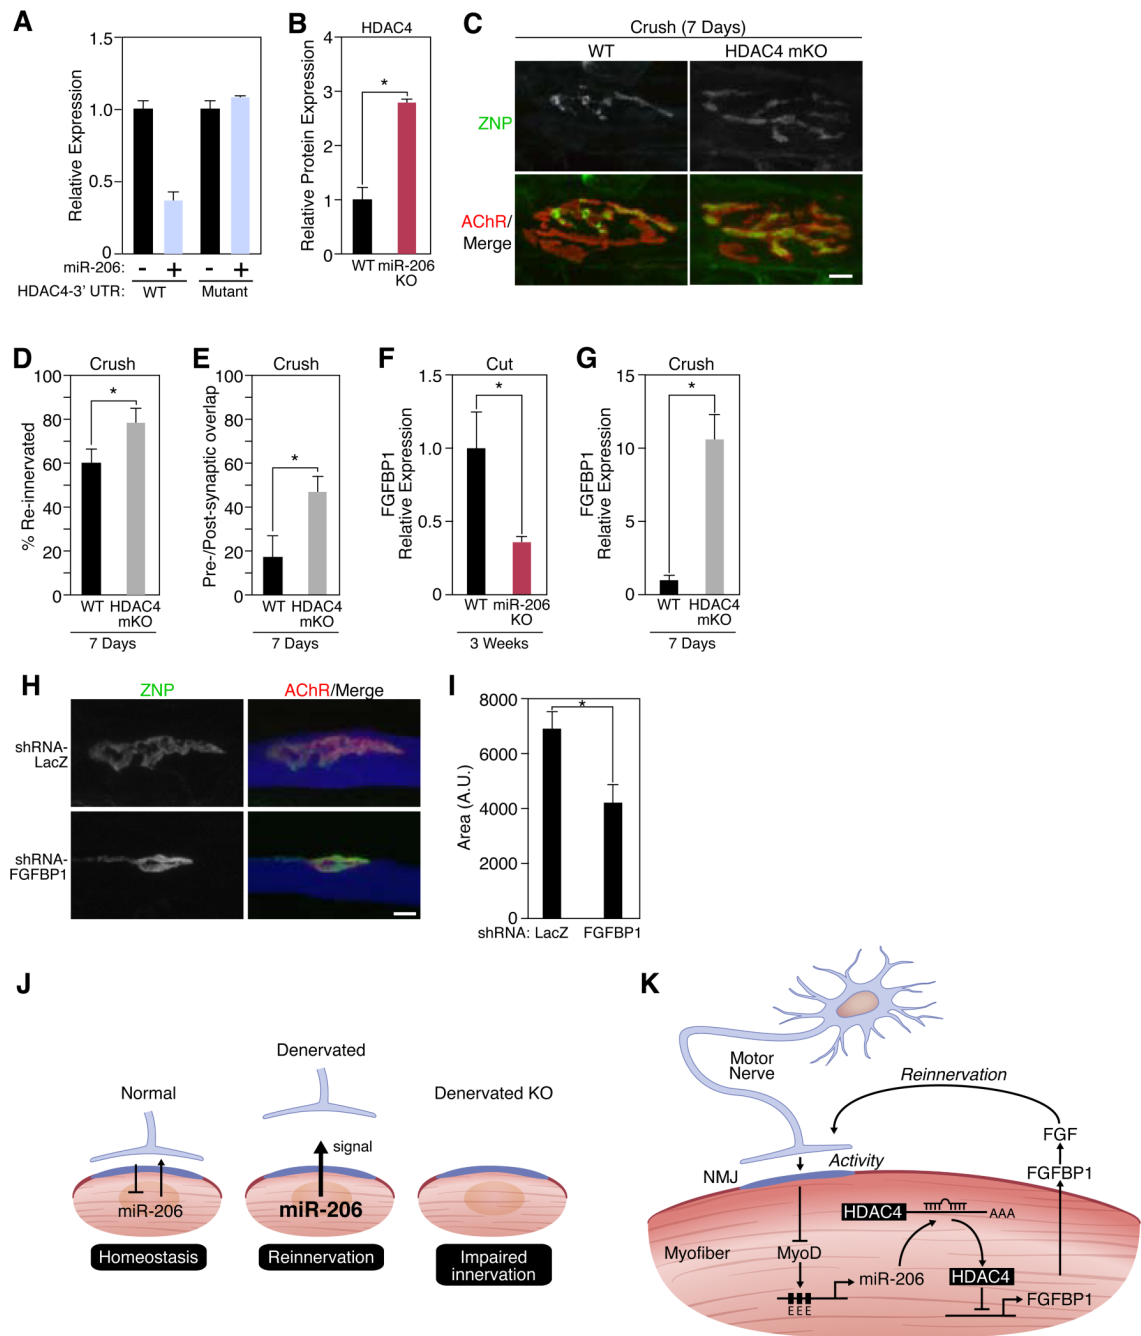 A
Relative Expression
1.5
1.0
0.5
0
miR-206: - + - +
HDAC4-3' UTR: WT Mutant
B
HDAC4
Relative Protein Expression
4
3
2
1
0
*
WT miR-206
KO
C
Crush (7 Days)
WT HDAC4 mKO
ZNP
AChR/
Merge
D
Crush
% Re-innervated
100
80
60
40
20
0
*
WT HDAC4
mKO
7 Days
E
Crush
Pre-/Post-synaptic overlap
100
80
60
40
20
0
*
WT HDAC4
mKO
7 Days
F
Cut
FGFBP1
Relative Expression
1.5
1.0
0.5
0
*
WT miR-206
KO
3 Weeks
G
Crush
FGFBP1
Relative Expression
15
10
5
0
*
WT HDAC4
mKO
7 Days
H
ZNP AChR/Merge
shRNA-
LacZ
shRNA-
FGFBP1
I
Area (A.U.)
8000
6000
4000
2000
0
*
shRNA: LacZ FGFBP1
J
Normal
miR-206
Homeostasis
Denervated
signal
miR-206
Reinnervation
Denervated KO
Impaired
innervation
K
Motor
Nerve
Reinnervation
FGF
FGFBP1
NMJ
Activity
HDAC4
AAA
Myofiber
MyoD
miR-206
HDAC4
E E E
FGFBP1